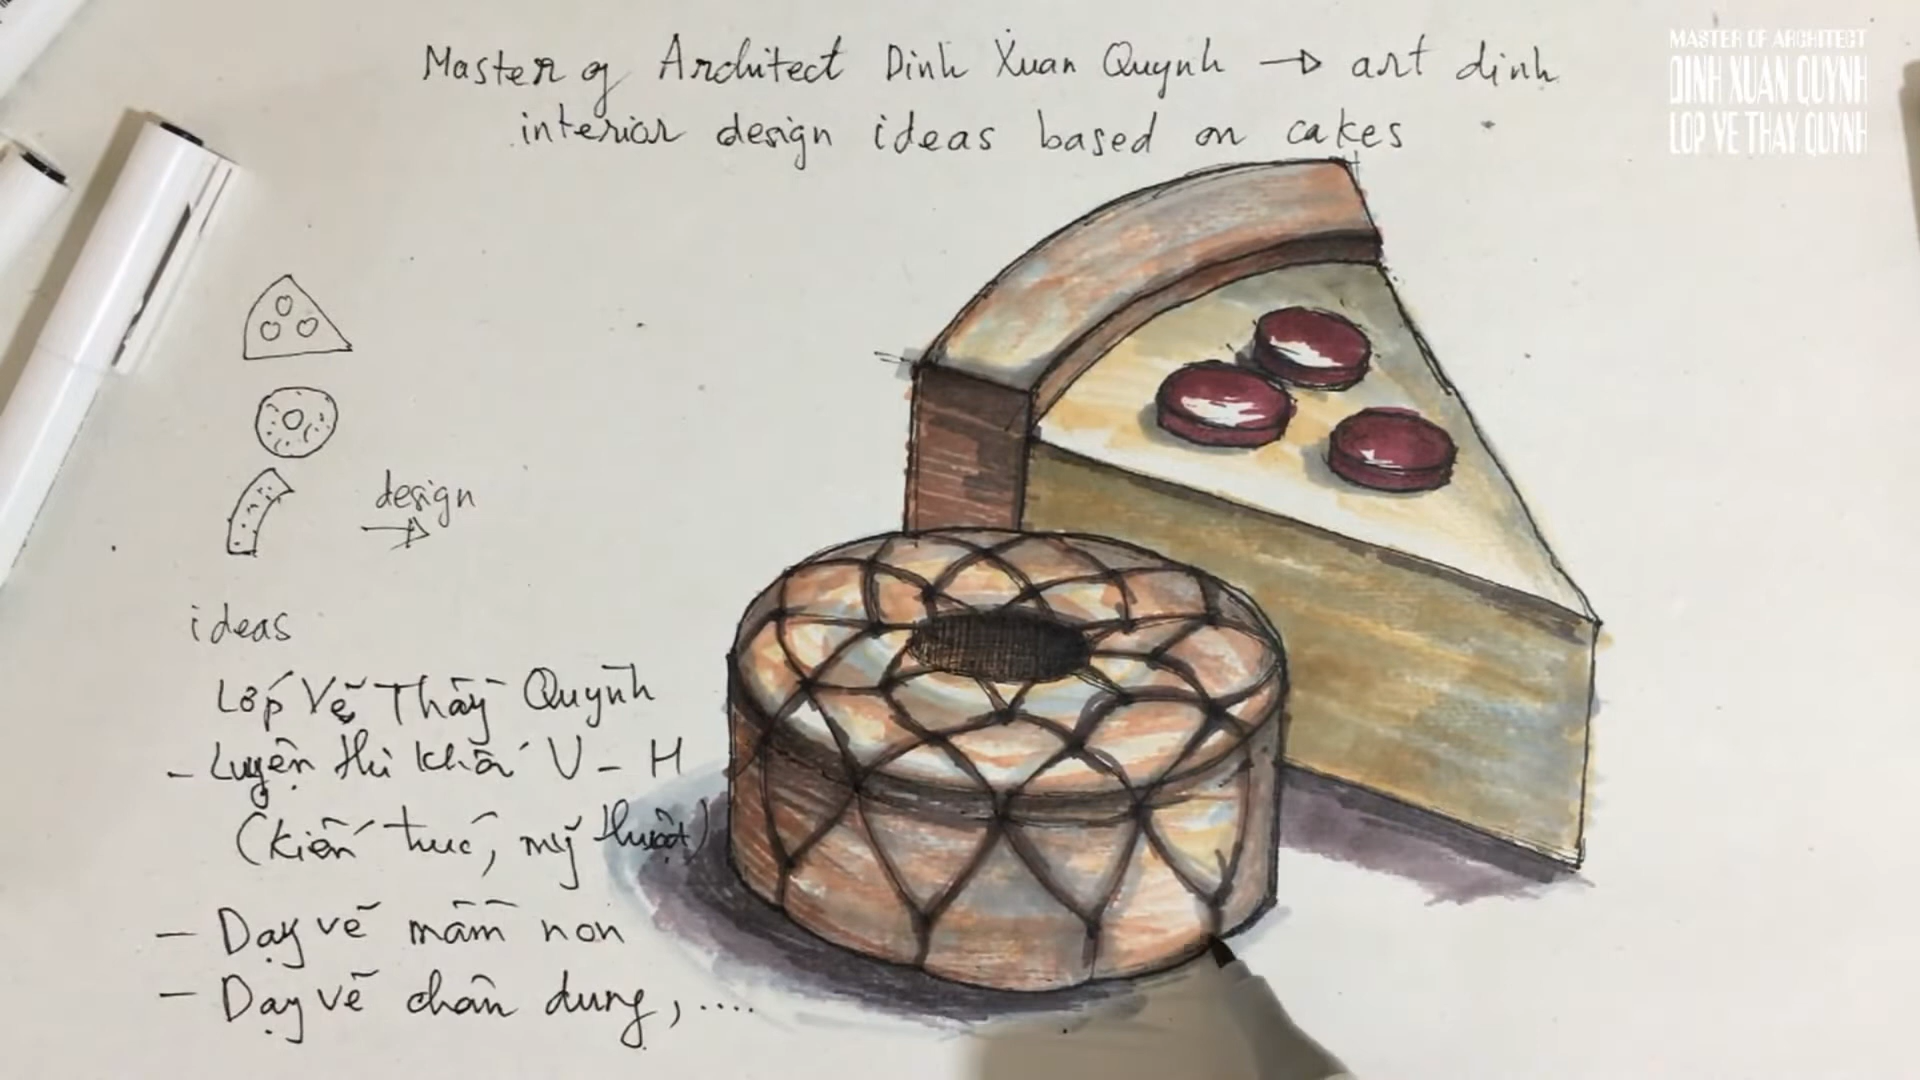 Master of Architect Dinh Xuan Quynh → art dinh
interior design ideas based on cakes
MASTER OF ARCHITECT
DINH XUAN QUYNH
LOP VE THAY QUYNH
design
ideas
Lớp Vẽ Thầy Quỳnh
- Luyện thi khối V - H
(kiến trúc, mỹ thuật)
- Dạy vẽ mầm non
- Dạy vẽ chân dung, ....